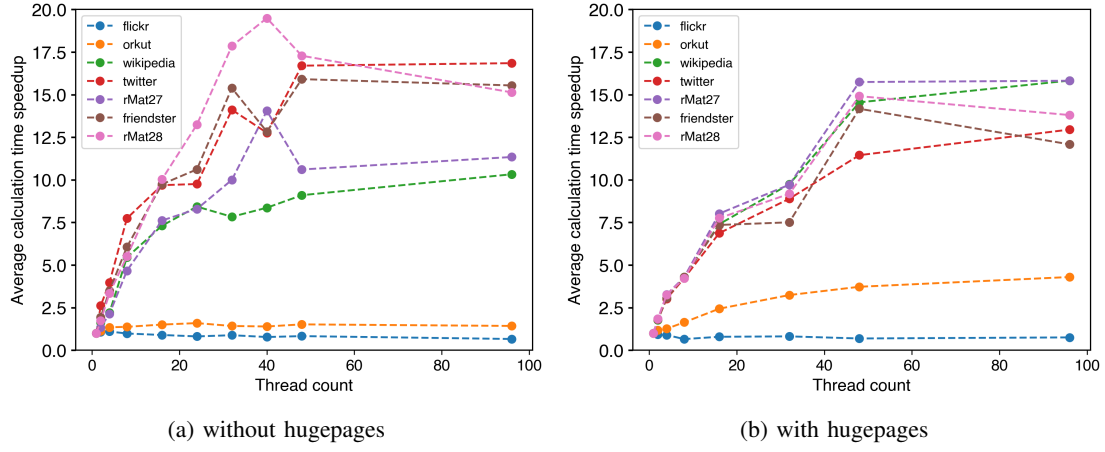 20.0
17.5
15.0
12.5
10.0
7.5
5.0
2.5
0.0
Average calculation time speedup
flickr
orkut
wikipedia
twitter
rMat27
friendster
rMat28
0 20 40 60 80 100
Thread count
(a) without hugepages
20.0
17.5
15.0
12.5
10.0
7.5
5.0
2.5
0.0
Average calculation time speedup
flickr
orkut
wikipedia
twitter
rMat27
friendster
rMat28
0 20 40 60 80 100
Thread count
(b) with hugepages